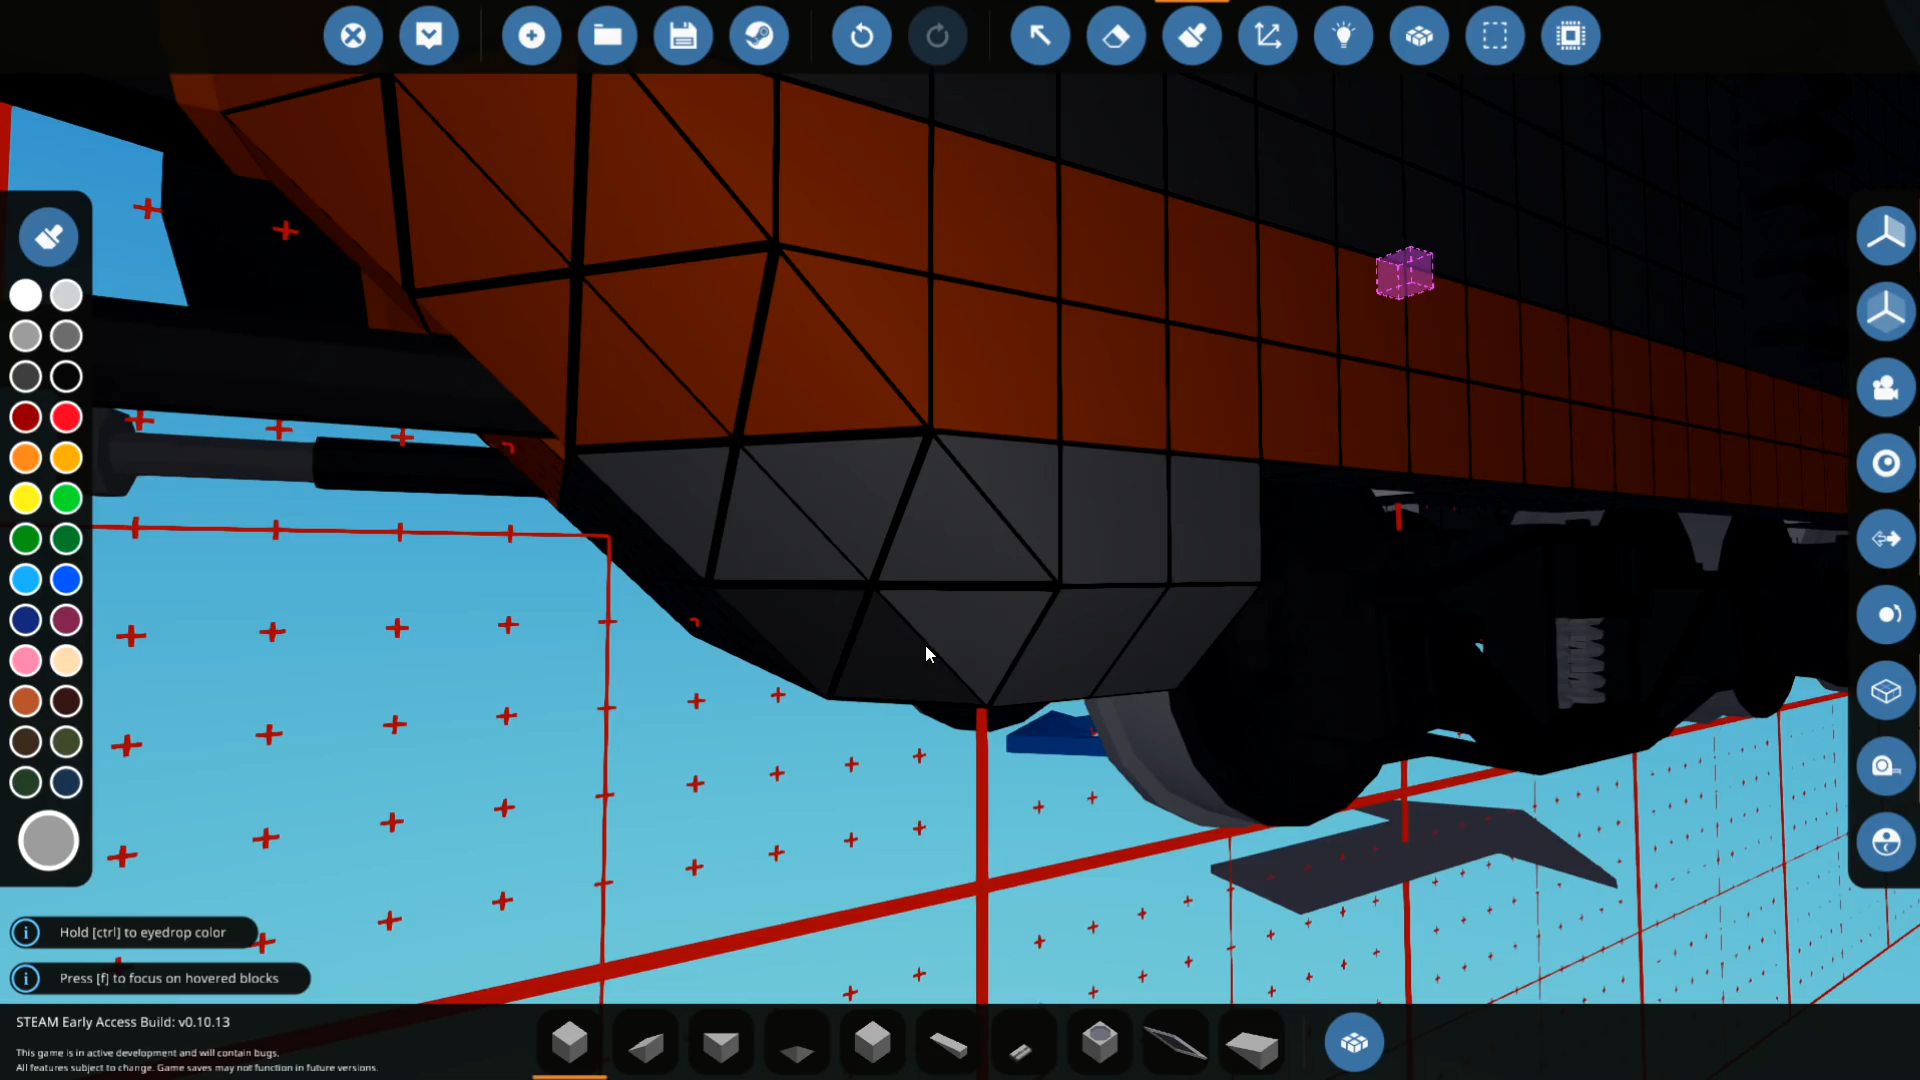 Hold [ctrl] to eyedrop color
Press [f] to focus on hovered blocks
STEAM Early Access Build: v0.10.13
This game is in active development and will contain bugs.
All features subject to change. Game saves may not function in future versions.